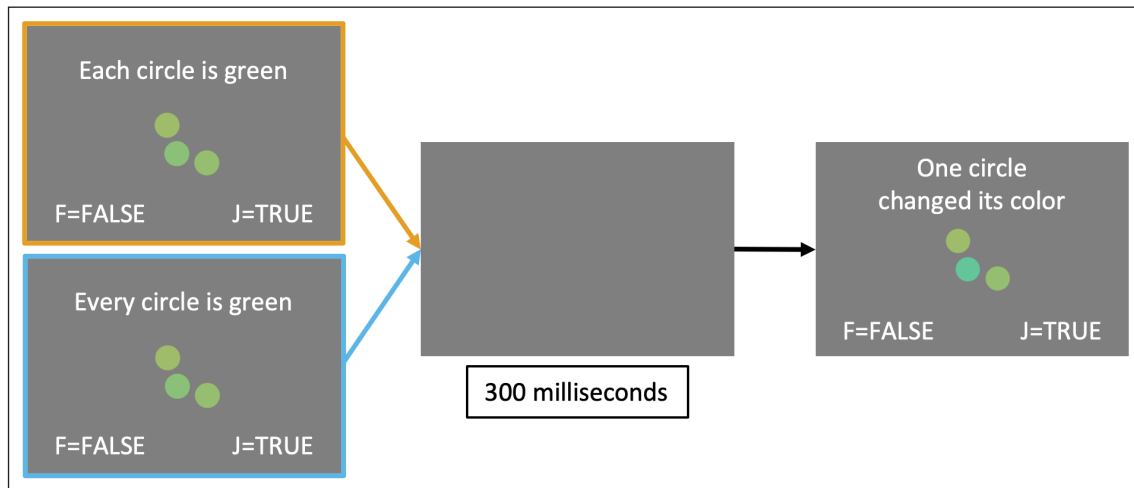 Each circle is green
F=FALSE J=TRUE
Every circle is green
F=FALSE J=TRUE
300 milliseconds
One circle
changed its color
F=FALSE J=TRUE